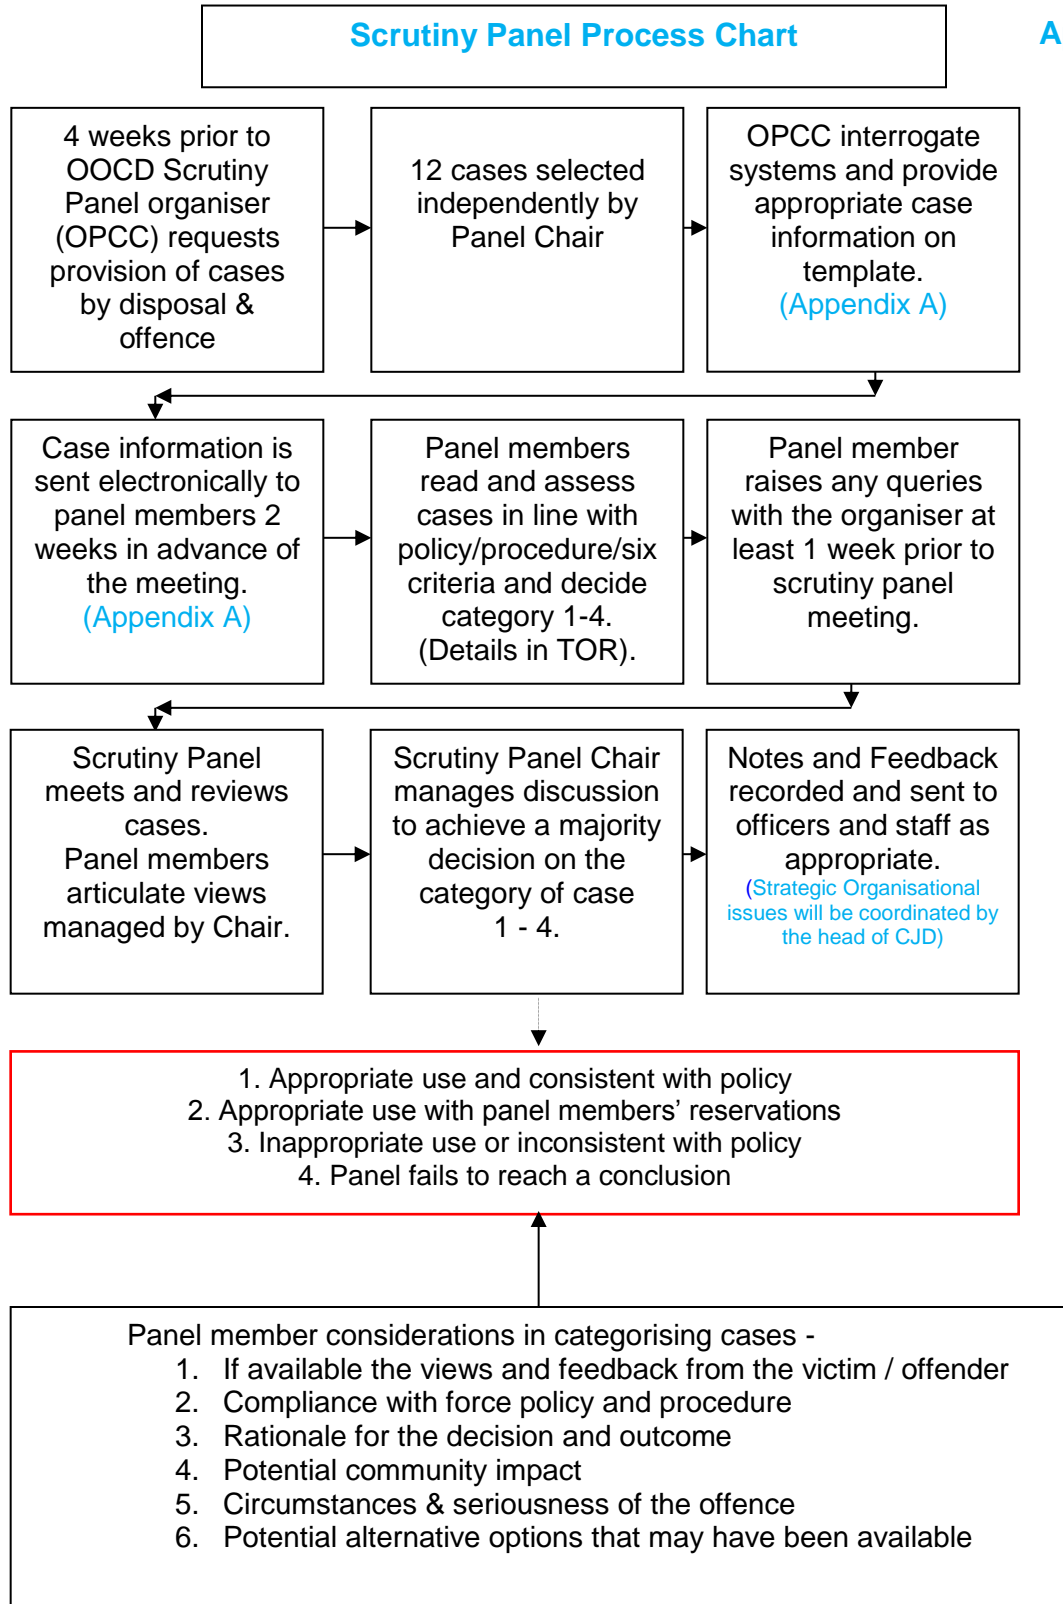 Scrutiny Panel Process Chart
A
4 weeks prior to
OOCD Scrutiny
Panel organiser
(OPCC) requests
provision of cases
by disposal &
offence
12 cases selected
independently by
Panel Chair
OPCC interrogate
systems and provide
appropriate case
information on
template.
(Appendix A)
Case information is
sent electronically to
panel members 2
weeks in advance of
the meeting.
(Appendix A)
Panel members
read and assess
cases in line with
policy/procedure/six
criteria and decide
category 1-4.
(Details in TOR).
Panel member
raises any queries
with the organiser at
least 1 week prior to
scrutiny panel
meeting.
Scrutiny Panel
meets and reviews
cases.
Panel members
articulate views
managed by Chair.
Scrutiny Panel Chair
manages discussion
to achieve a majority
decision on the
category of case
1 - 4.
Notes and Feedback
recorded and sent to
officers and staff as
appropriate.
(Strategic Organisational
issues will be coordinated by
the head of CJD)
1. Appropriate use and consistent with policy
2. Appropriate use with panel members’ reservations
3. Inappropriate use or inconsistent with policy
4. Panel fails to reach a conclusion
Panel member considerations in categorising cases -
1. If available the views and feedback from the victim / offender
2. Compliance with force policy and procedure
3. Rationale for the decision and outcome
4. Potential community impact
5. Circumstances & seriousness of the offence
6. Potential alternative options that may have been available